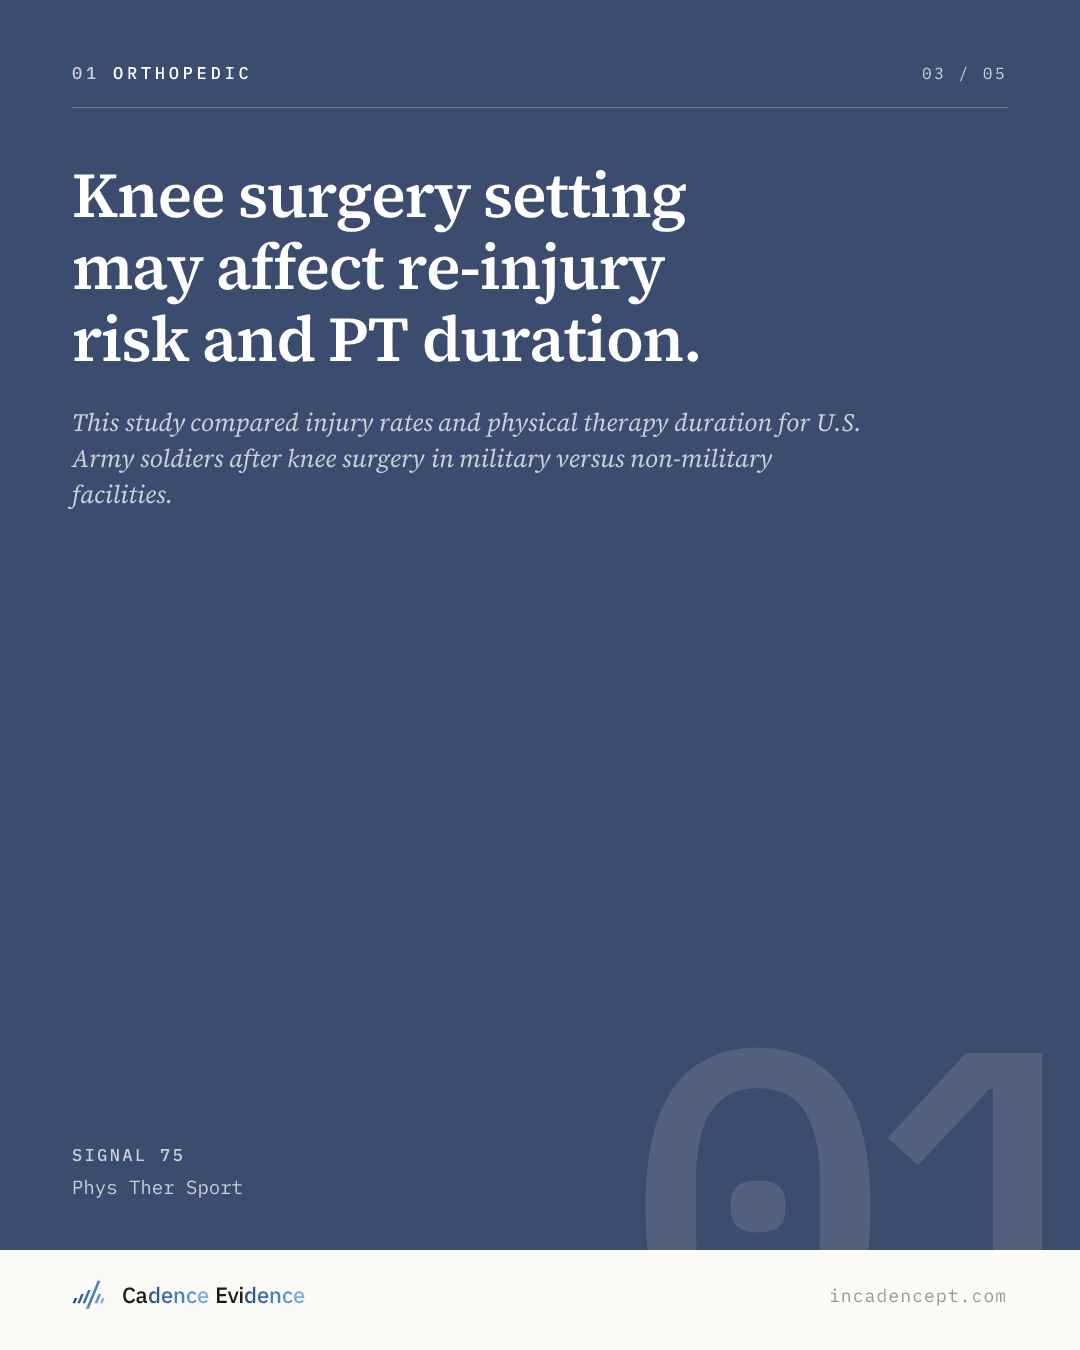 01 ORTHOPEDIC
03 / 05
Knee surgery setting
may affect re-injury
risk and PT duration.
This study compared injury rates and physical therapy duration for U.S.
Army soldiers after knee surgery in military versus non-military
facilities.
01
SIGNAL 75
Phys Ther Sport
Cadence Evidence
incadencept.com